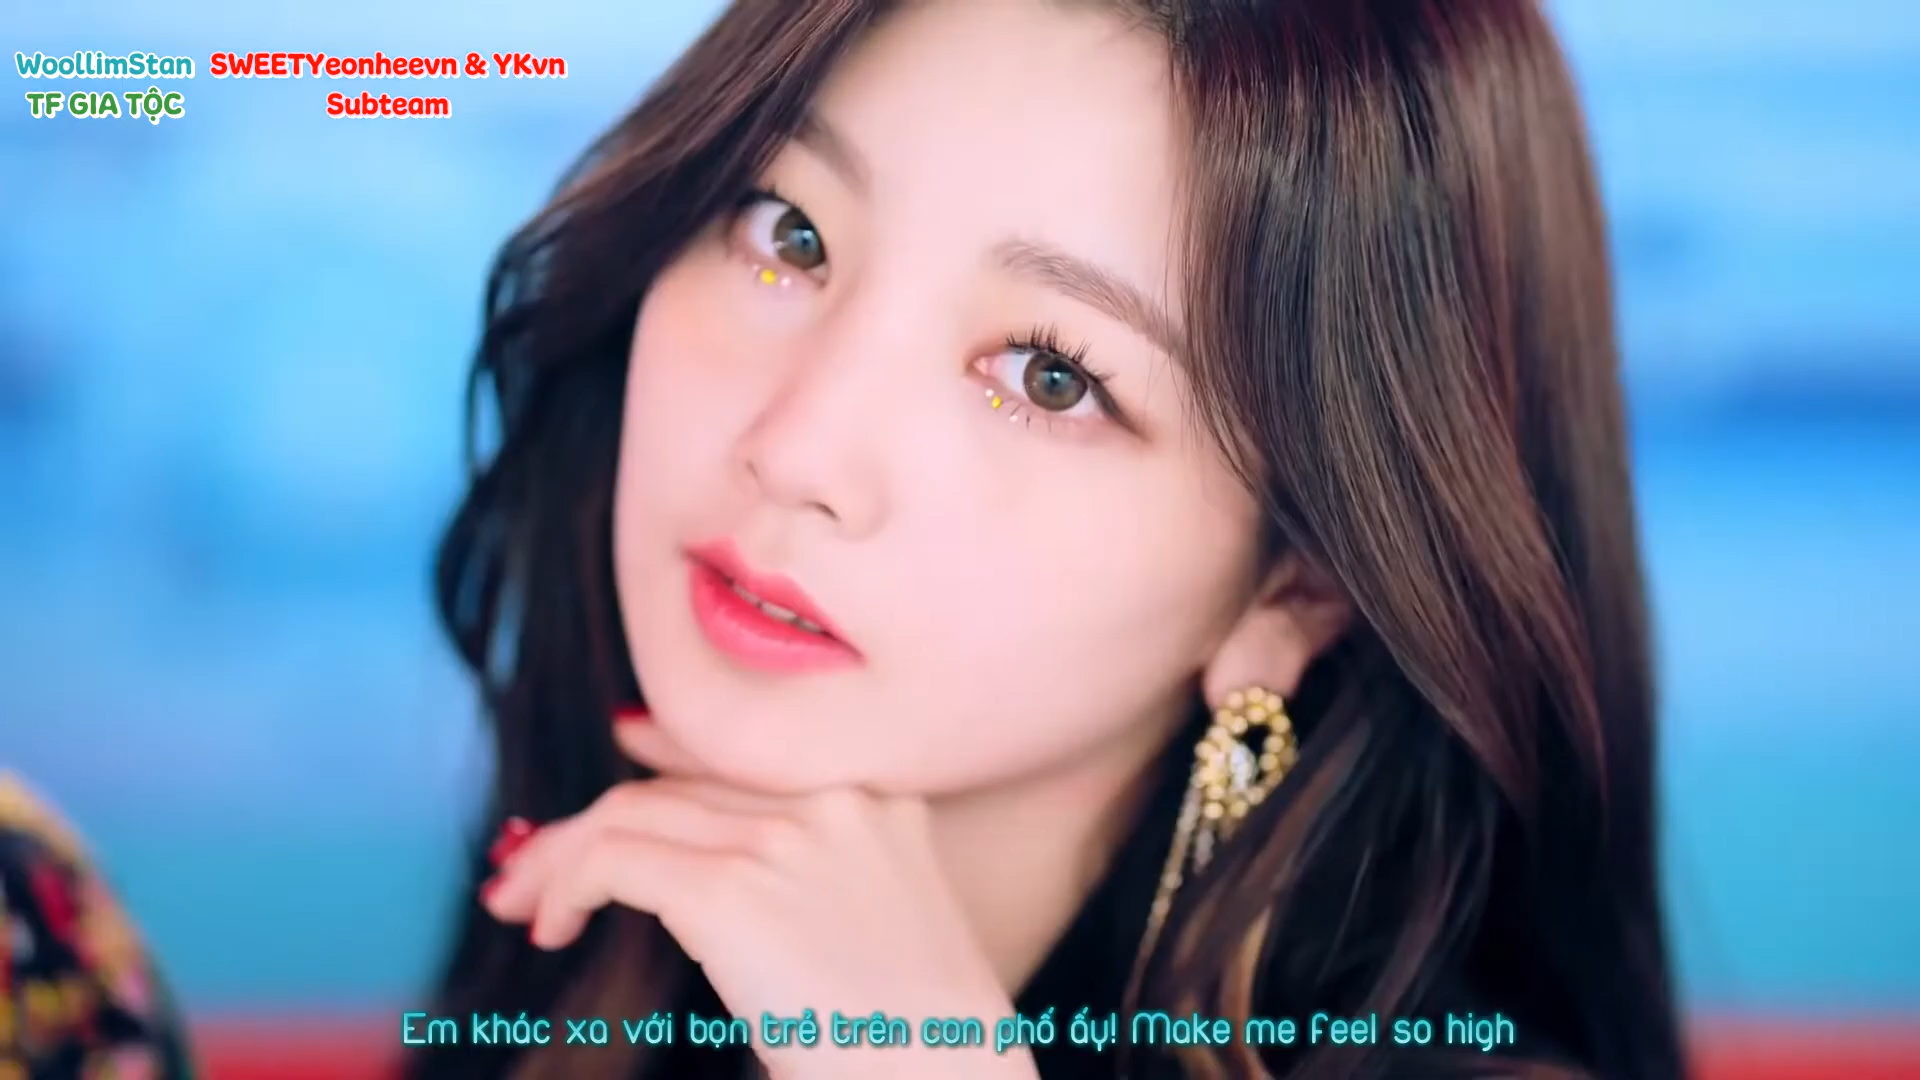 WoollimStan
TF GIA TỘC
SWEETYeonheevn & YKvn
Subteam
Em khác xa với bọn trẻ trên con phố ấy! Make me feel so high